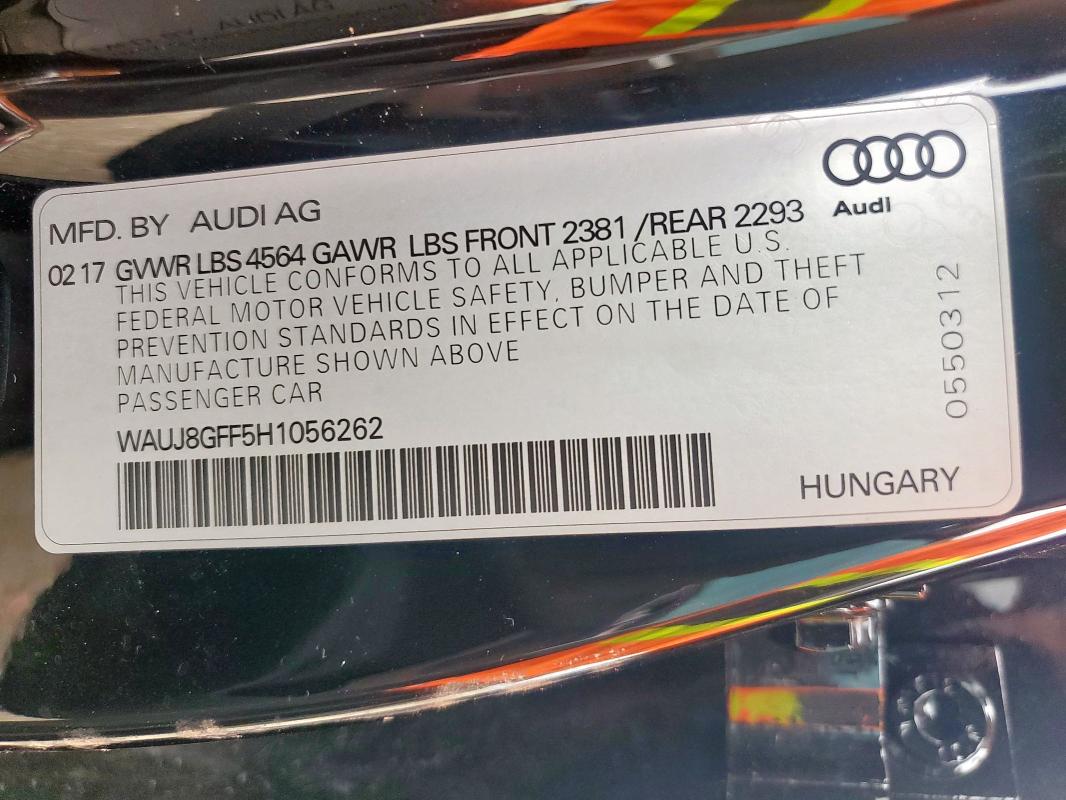 MFD. BY AUDI AG
Audi
02 17 GVWR LBS 4564 GAWR LBS FRONT 2381 /REAR 2293
THIS VEHICLE CONFORMS TO ALL APPLICABLE U.S.
FEDERAL MOTOR VEHICLE SAFETY, BUMPER AND THEFT
PREVENTION STANDARDS IN EFFECT ON THE DATE OF
MANUFACTURE SHOWN ABOVE
PASSENGER CAR
WAUJ8GFF5H1056262
HUNGARY
0550312